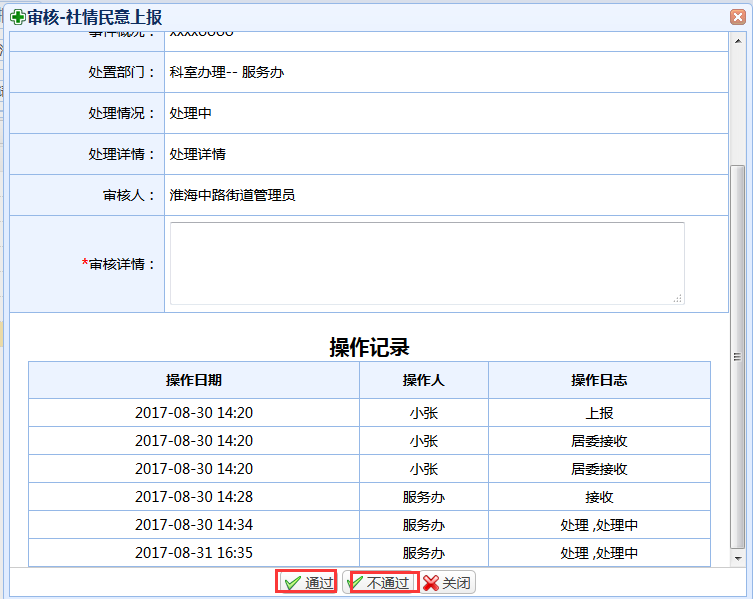 审核-社情民意上报
处置部门： 科室办理-- 服务办
处理情况： 处理中
处理详情： 处理详情
审核人： 淮海中路街道管理员
*审核详情：
操作记录
操作日期 操作人 操作日志
2017-08-30 14:20 小张 上报
2017-08-30 14:20 小张 居委接收
2017-08-30 14:20 小张 居委接收
2017-08-30 14:28 服务办 接收
2017-08-30 14:34 服务办 处理 ,处理中
2017-08-31 16:35 服务办 处理 ,处理中
通过 不通过 关闭